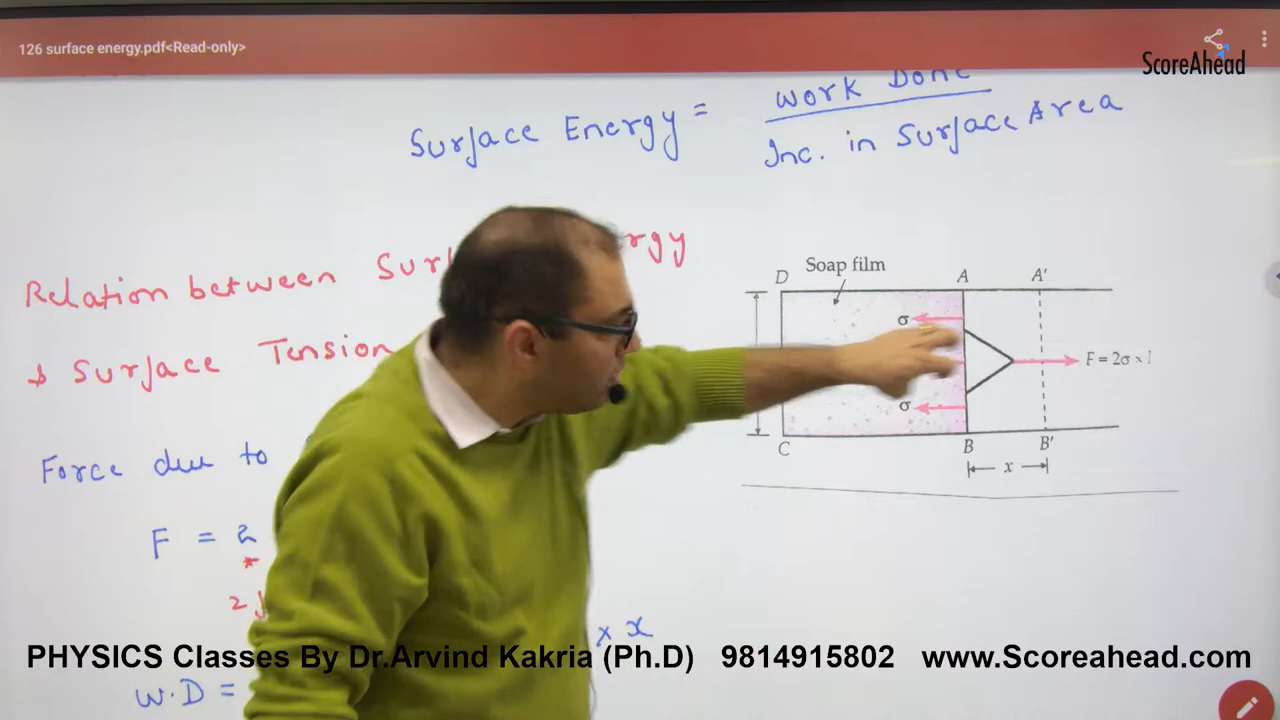 126 surface energy.pdf<Read-only>
ScoreAhead
Surface Energy = Work Done
Inc. in Surface Area
Relation between
& Surface Tension
Force due to
F = 2
2
x x
W.D =
D Soap film A A'
σ
F = 2σ × l
σ
C B B'
x
PHYSICS Classes By Dr.Arvind Kakria (Ph.D) 9814915802 www.Scoreahead.com